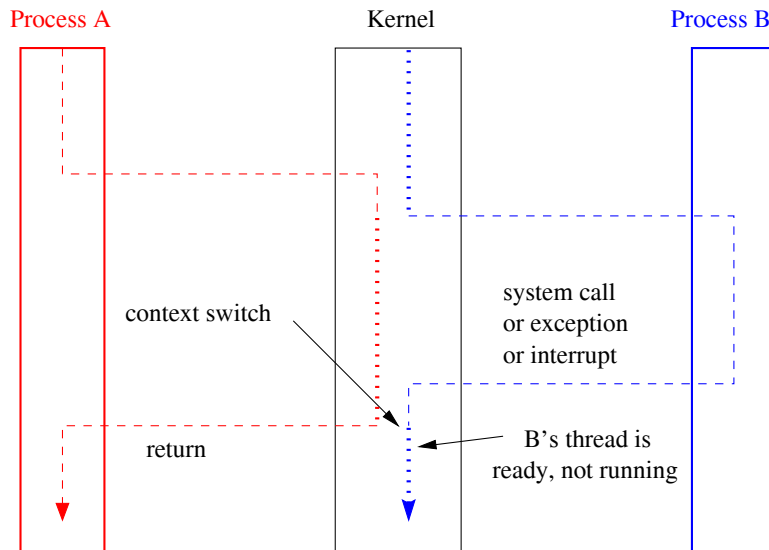 Process A
Kernel
Process B
system call
or exception
or interrupt
context switch
return
B's thread is
ready, not running